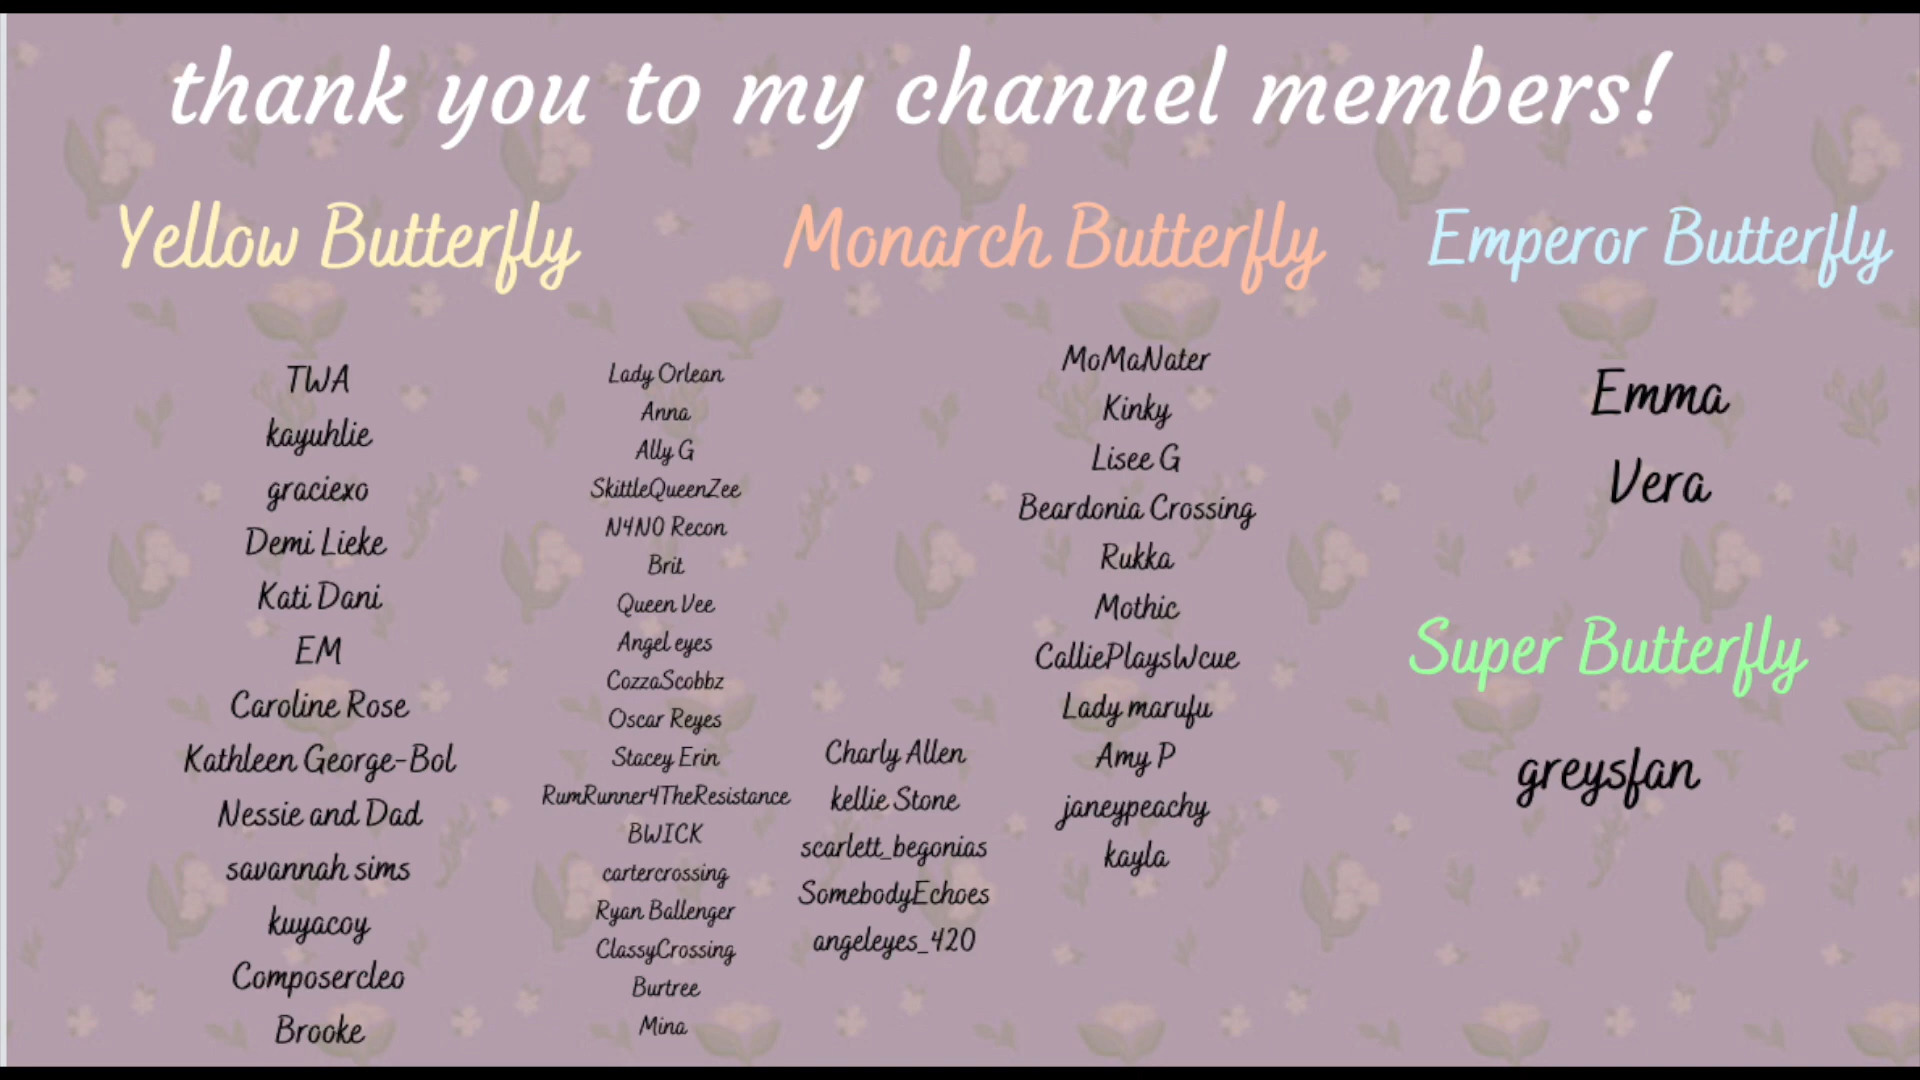 thank you to my channel members!
Yellow Butterfly
TWA
kayuhlie
graciexo
Demi Lieke
Kati Dani
EM
Caroline Rose
Kathleen George-Bol
Nessie and Dad
savannah sims
kuyacoy
Composercleo
Brooke
Lady Orlean
Anna
Ally G
SkittleQueenZee
N4N0 Recon
Brit
Queen Vee
Angel eyes
CozzaScobbz
Oscar Reyes
Stacey Erin
RumRunner4TheResistance
BWICK
cartercrossing
Ryan Ballenger
ClassyCrossing
Burtree
Mina
Charly Allen
kellie Stone
scarlett_begonias
SomebodyEchoes
angeleyes_420
Monarch Butterfly
MoMaNater
Kinky
Lisee G
Beardonia Crossing
Rukka
Mothic
CalliePlaysWcue
Lady marufu
Amy P
janeypeachy
kayla
Emperor Butterfly
Emma
Vera
Super Butterfly
greysfan